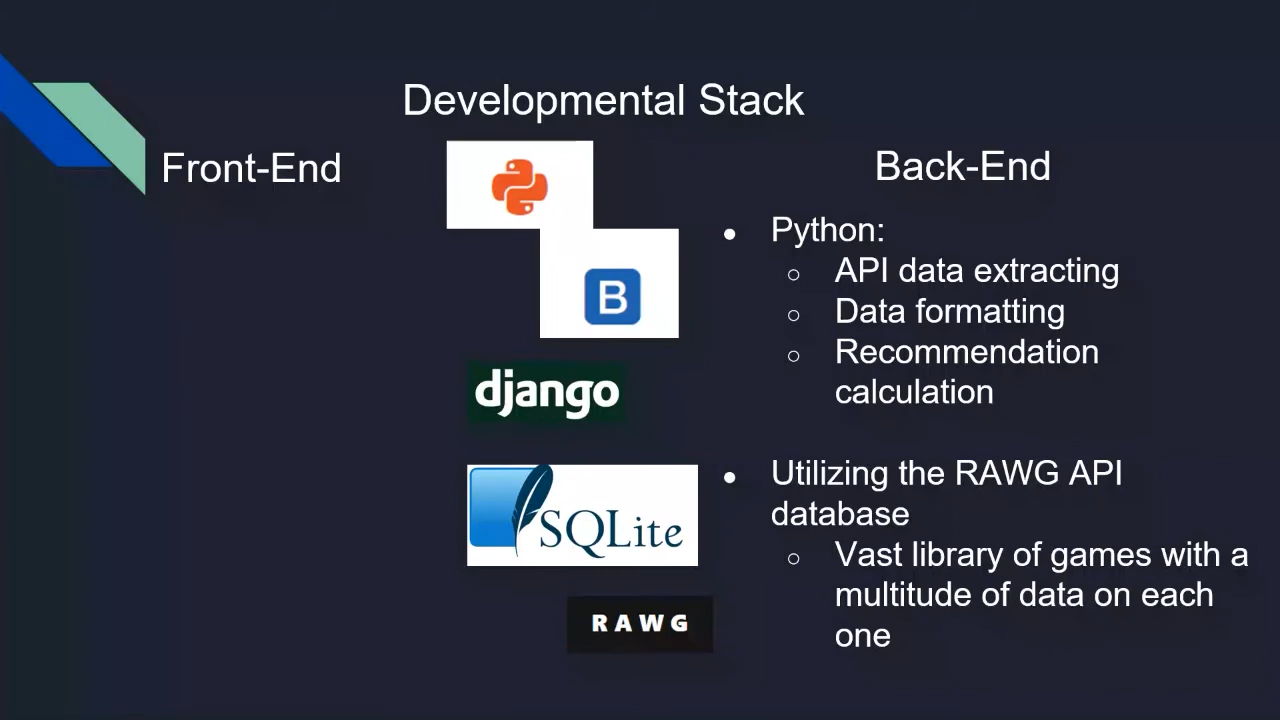 Developmental Stack
Front-End
B
django
SQLite
RAWG
Back-End
● Python:
○ API data extracting
○ Data formatting
○ Recommendation
calculation
● Utilizing the RAWG API
database
○ Vast library of games with a
multitude of data on each
one